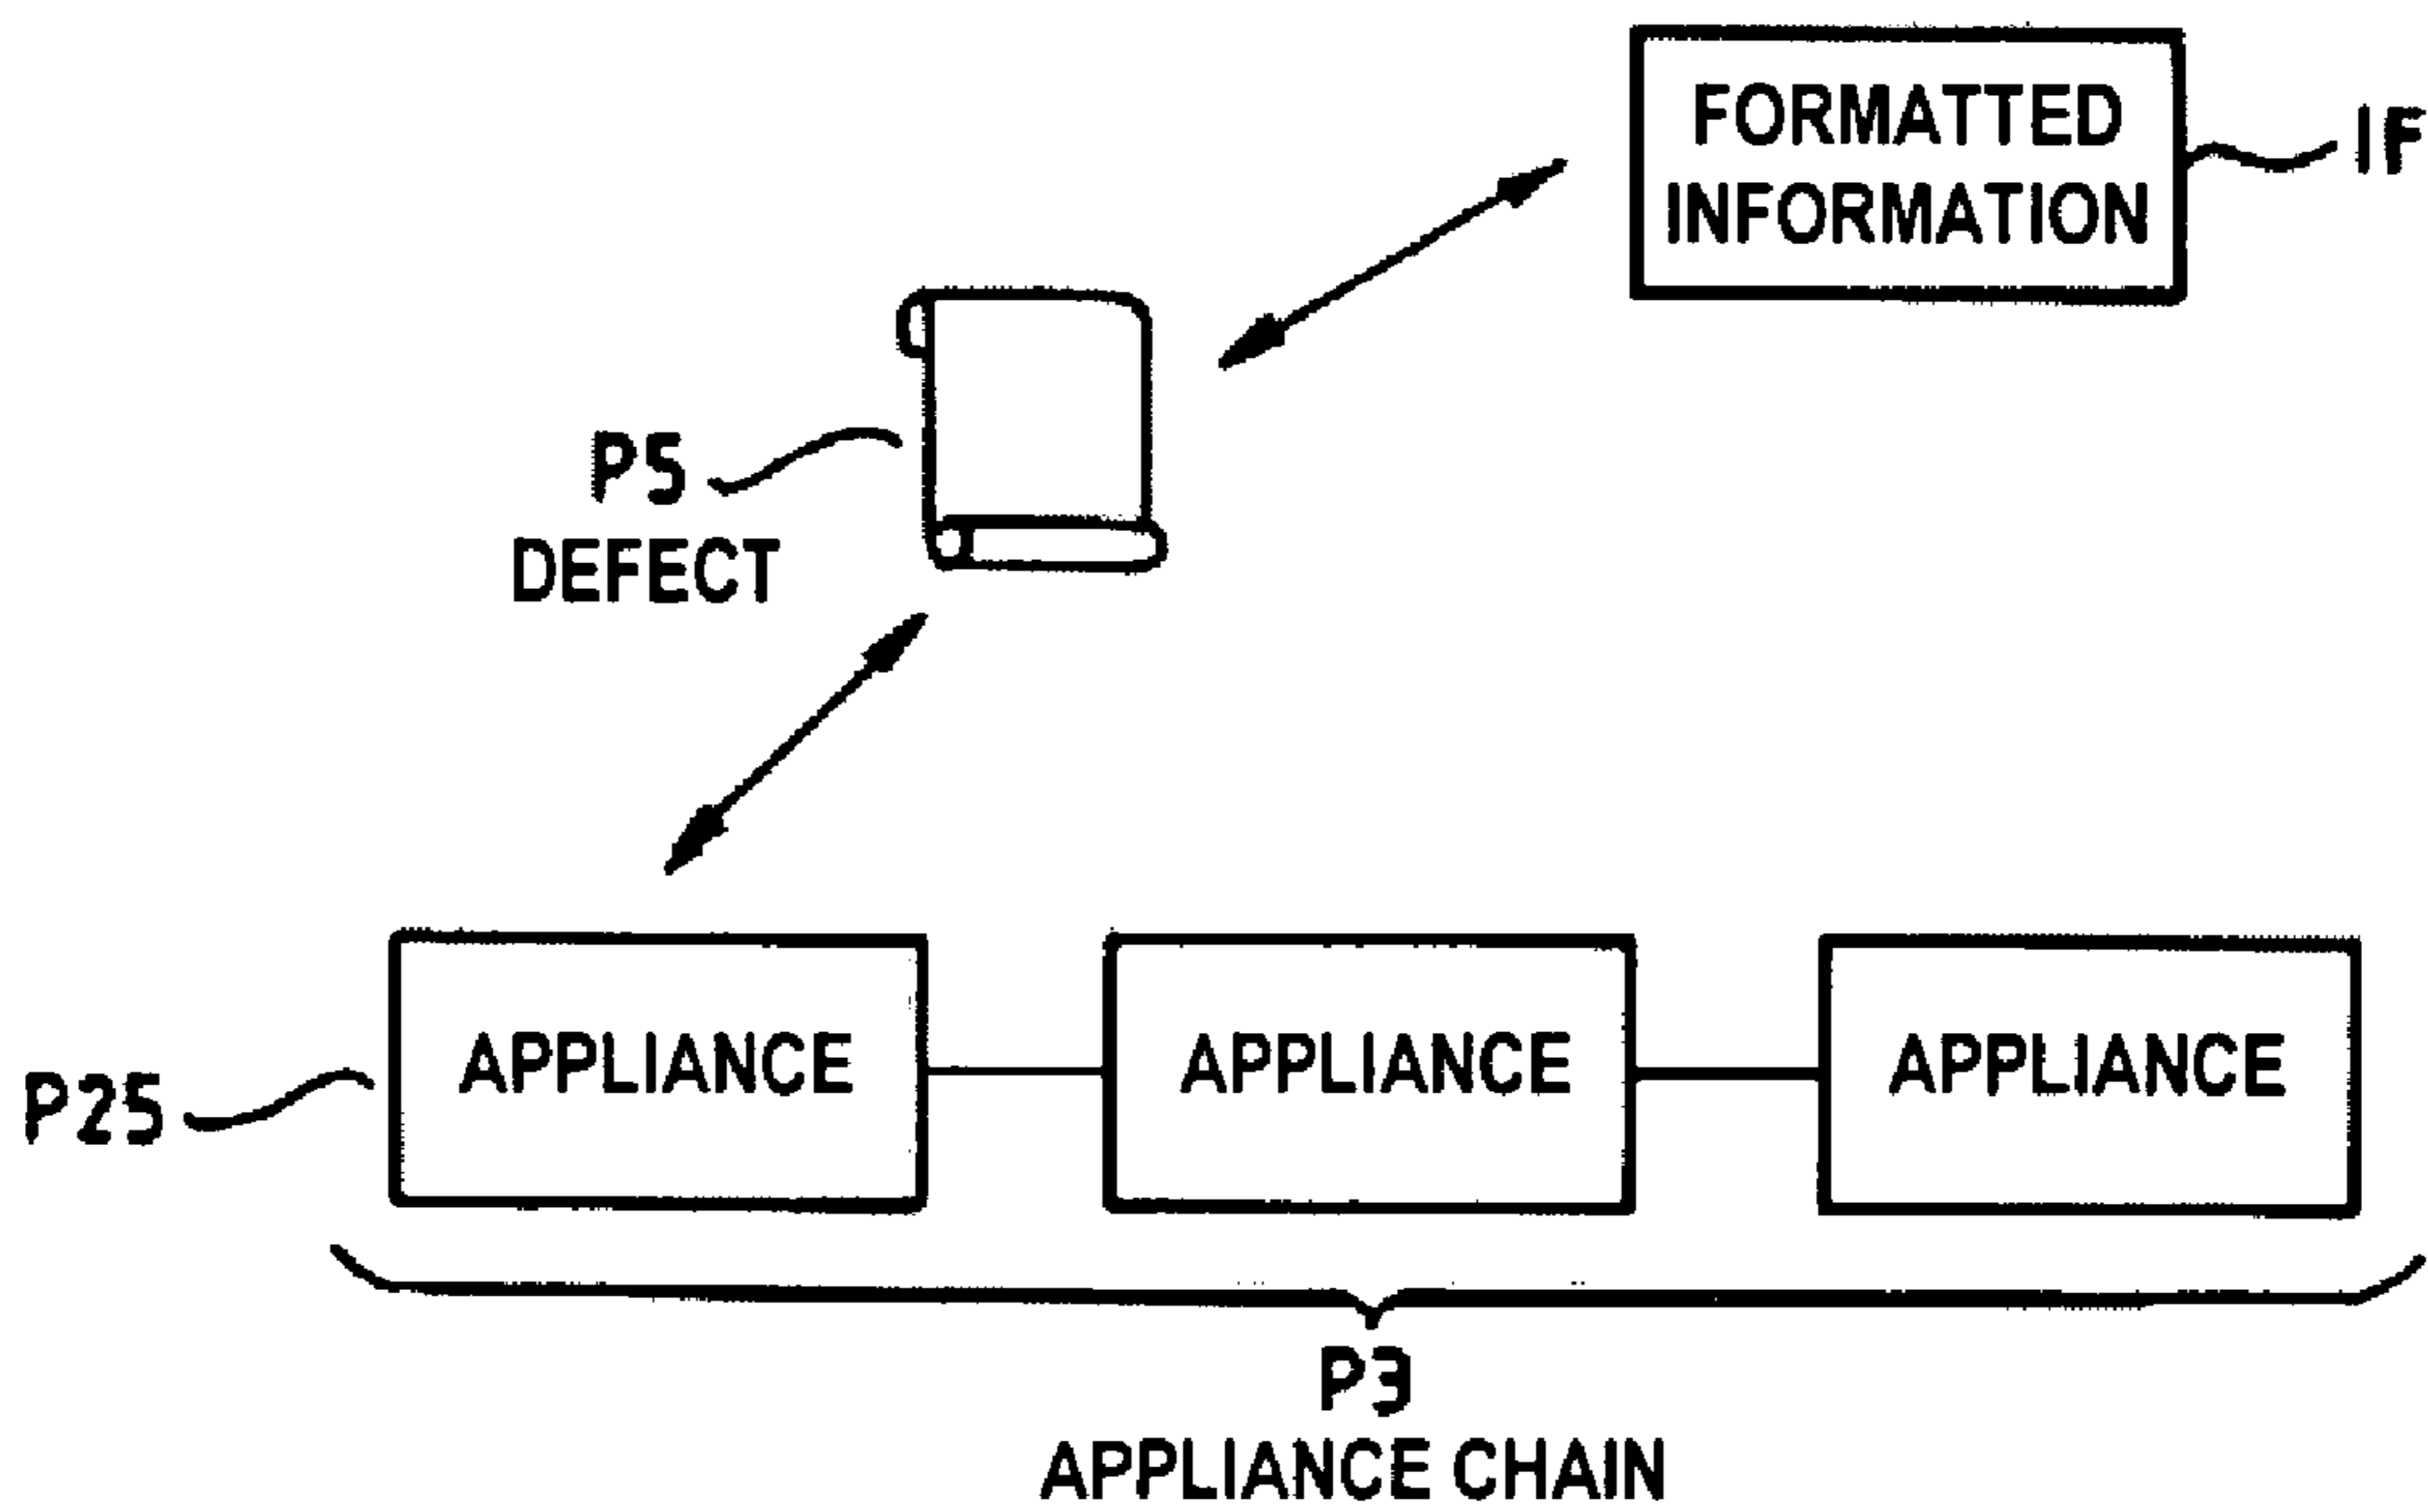 FORMATTED
INFORMATION
IF
P5
DEFECT
APPLIANCE
APPLIANCE
APPLIANCE
P25
P3
APPLIANCE CHAIN